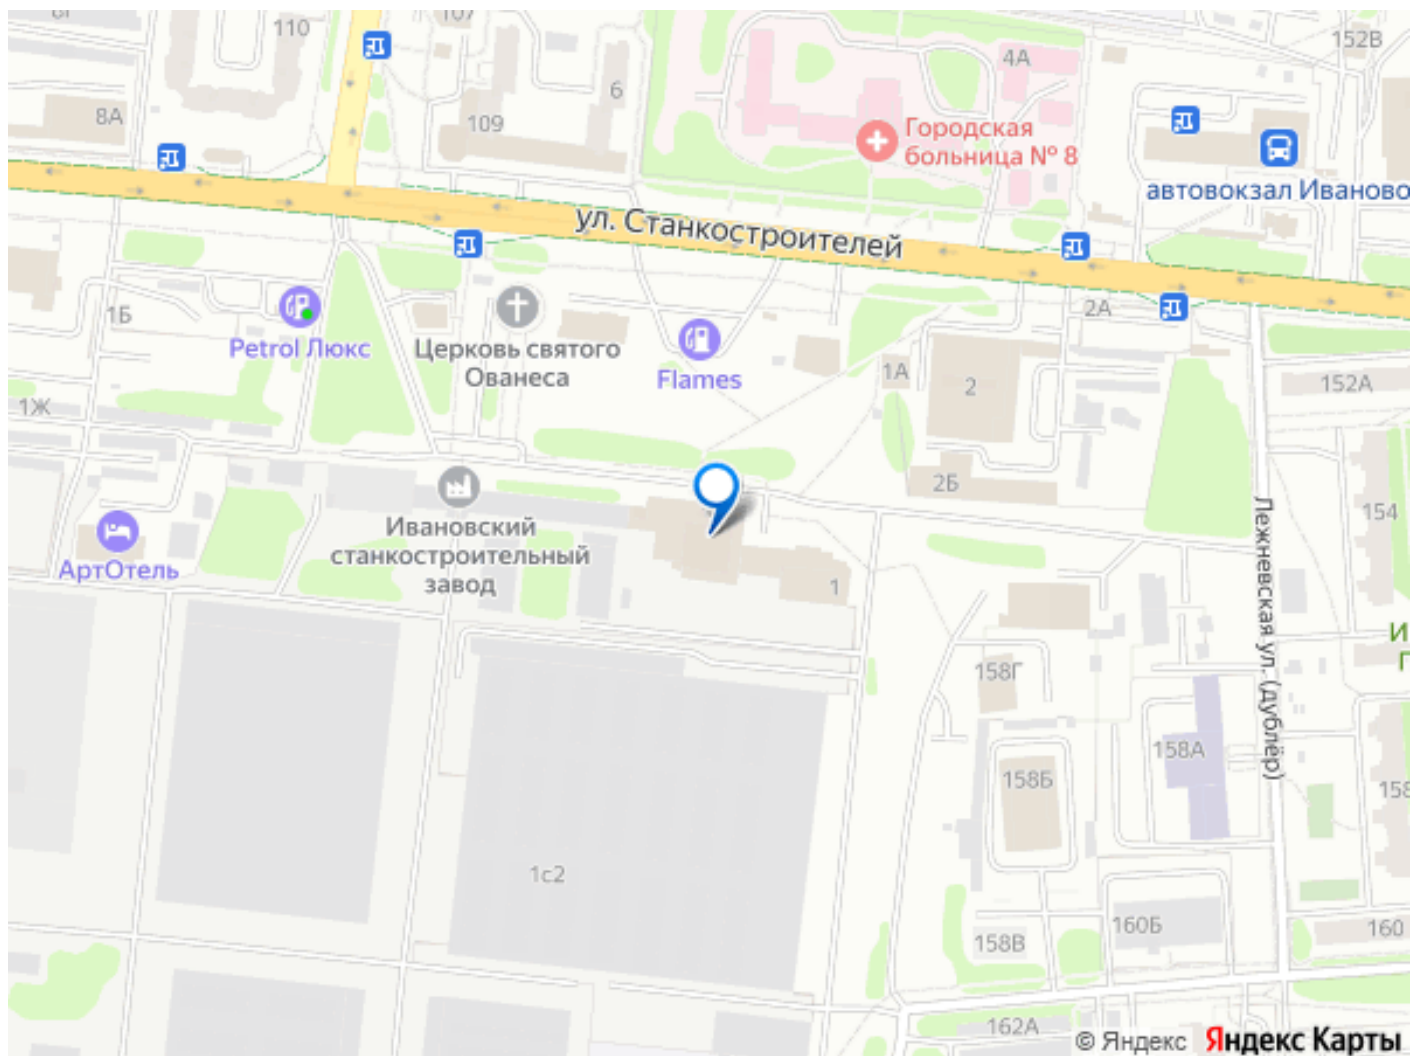 110
107
152В
4А
6
8А
109
Городская
больница № 8
автовокзал Иваново
ул. Станкостроителей
1Б
2А
Petrol Люкс
Церковь святого
Ованеса
Flames
1А
2
152А
1Ж
2Б
154
Ивановский
станкостроительный
завод
АртОтель
1
Лежневская ул. (дублёр)
158Г
158А
158Б
158
1с2
158В
160Б
160
162А
© Яндекс Яндекс Карты